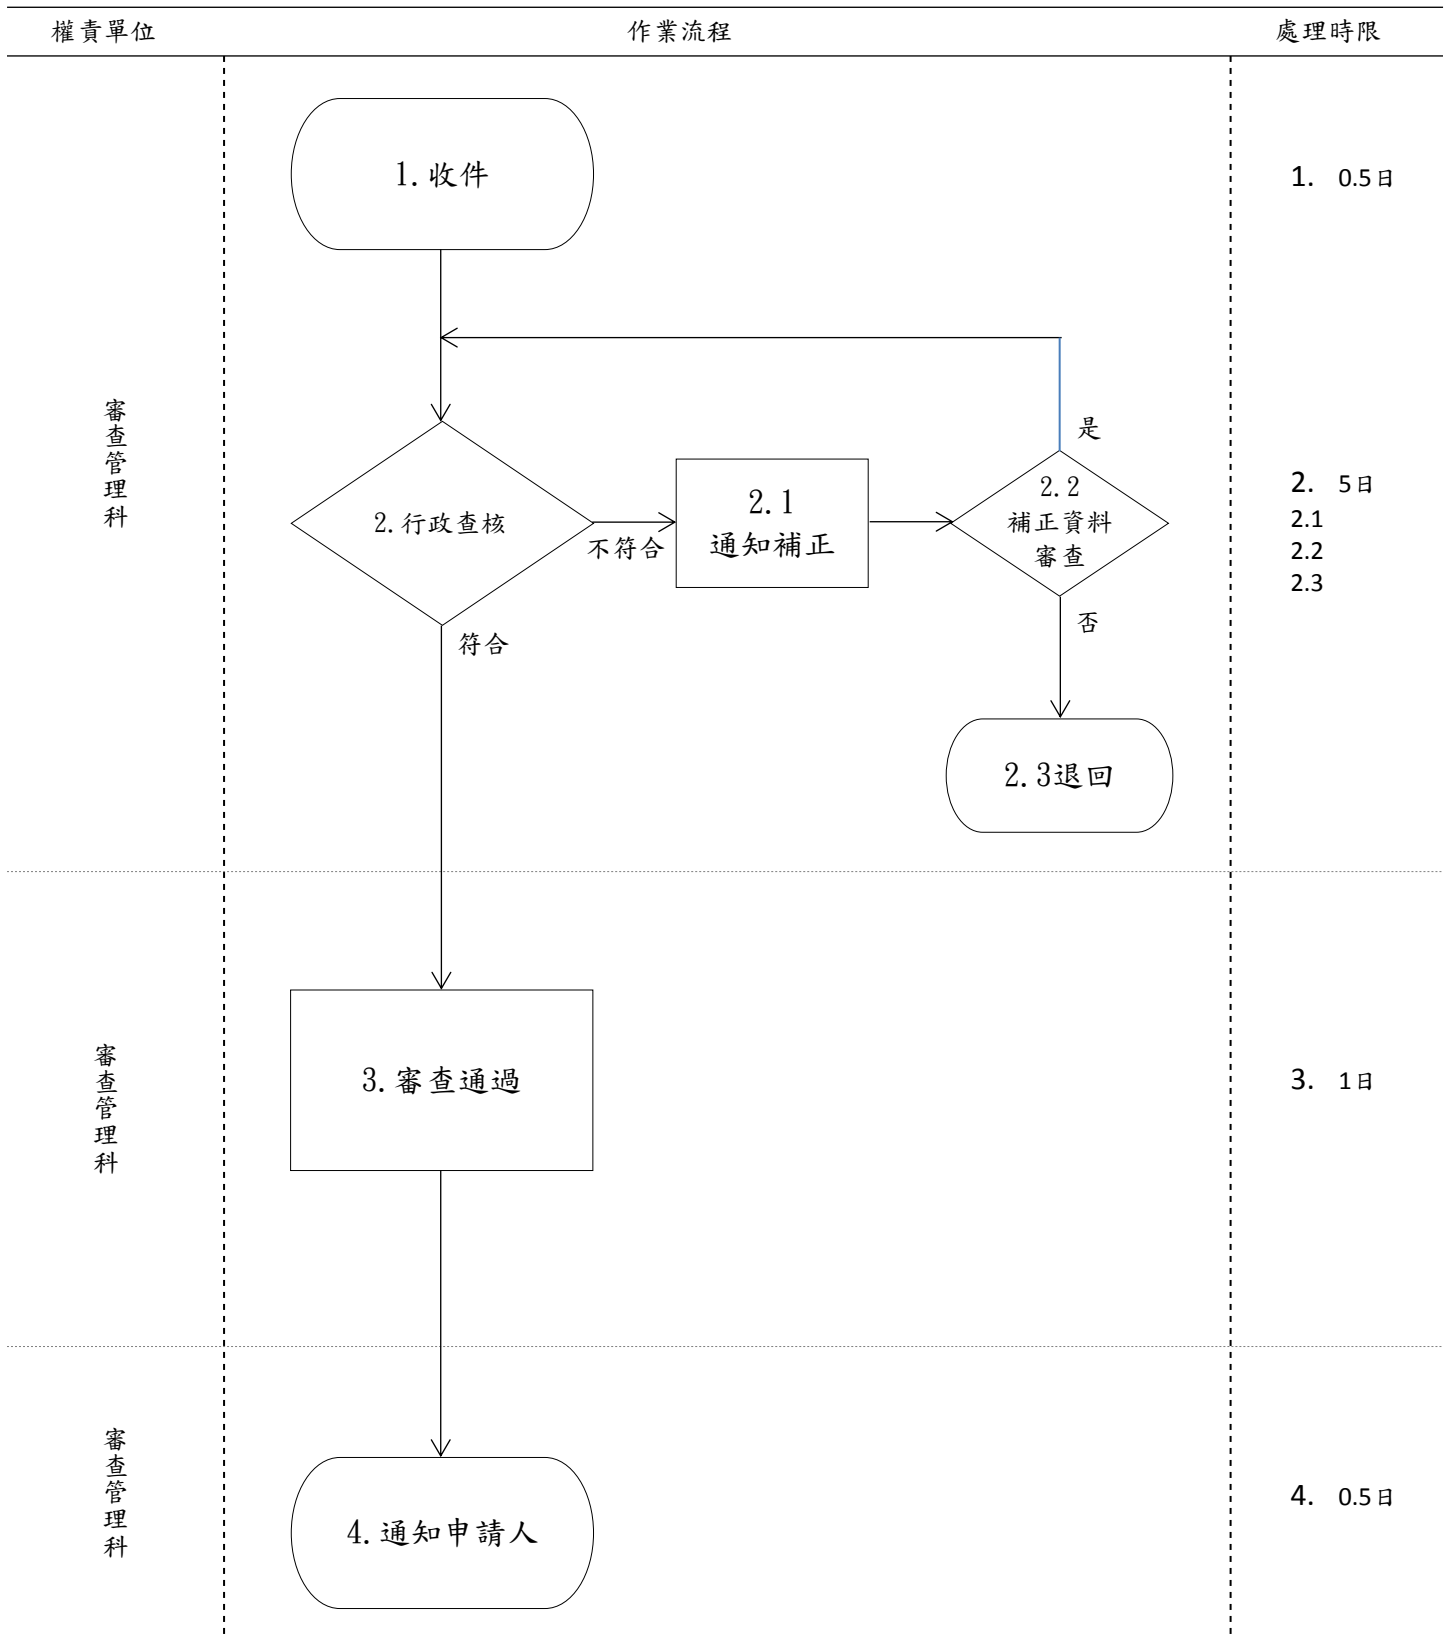 權責單位
作業流程
處理時限
1.收件
1. 0.5日
審查管理科
是
2.行政查核
不符合
2.1
通知補正
2.2
補正資料
審查
2. 5日
2.1
2.2
2.3
符合
否
2.3退回
審查管理科
3.審查通過
3. 1日
審查管理科
4.通知申請人
4. 0.5日